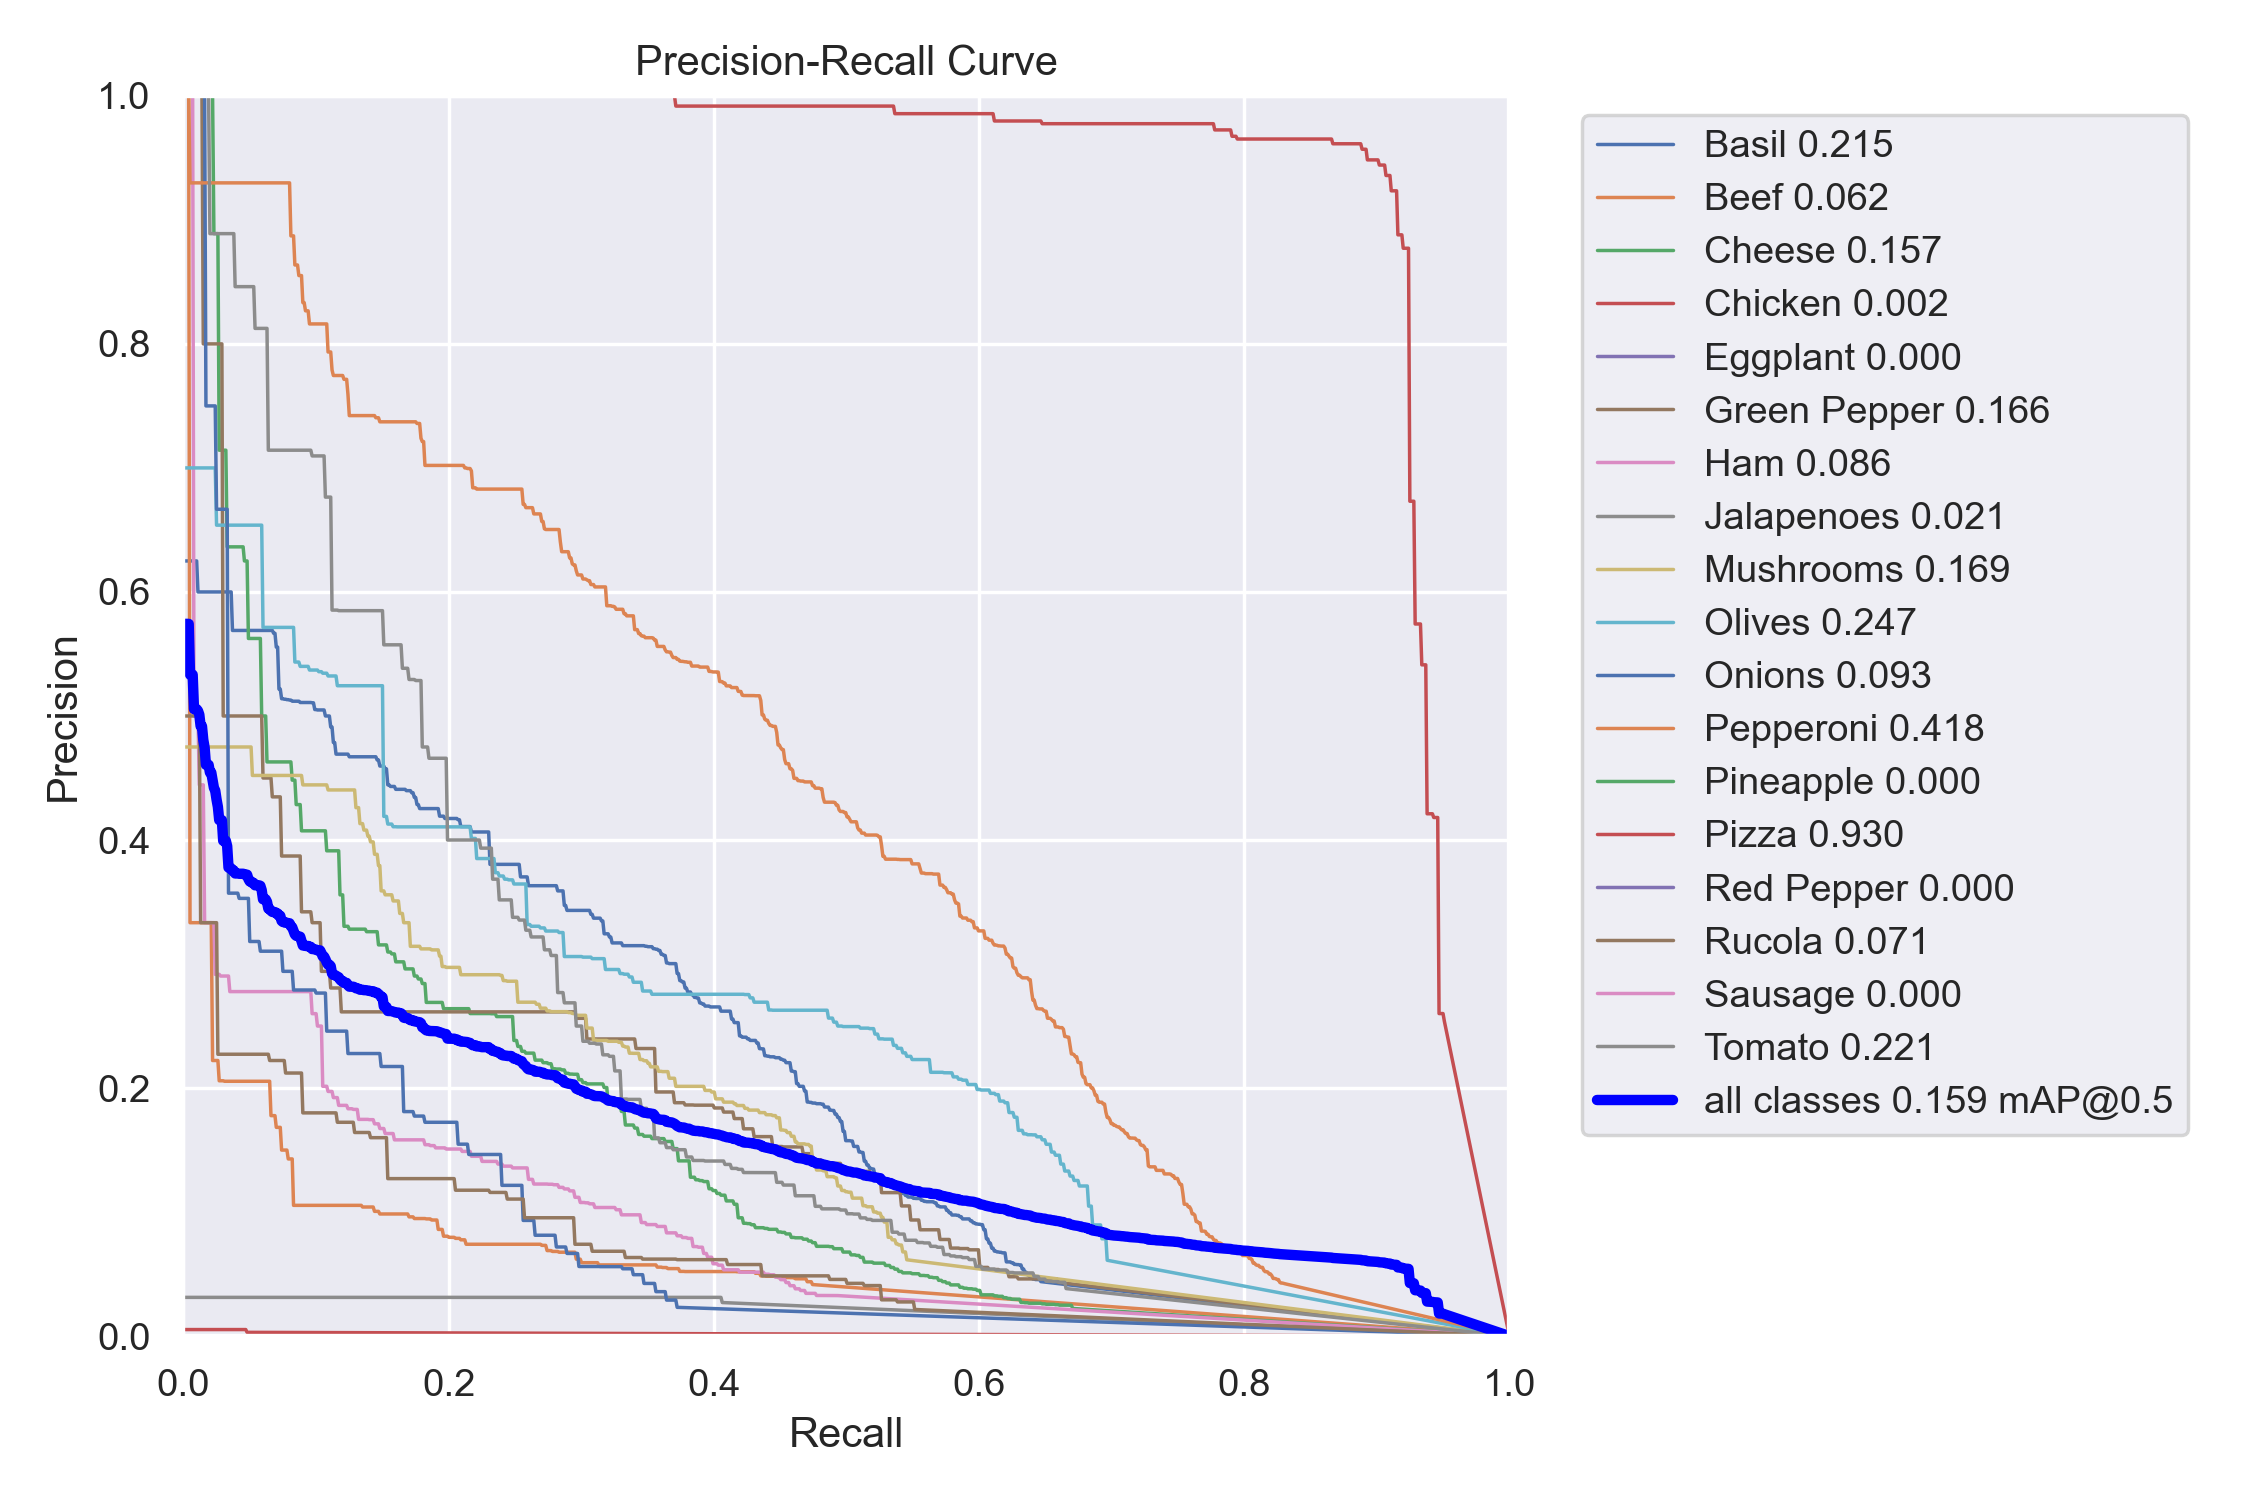 Precision-Recall Curve
1.0
0.8
0.6
0.4
0.2
0.0
Precision
0.0 0.2 0.4 0.6 0.8 1.0
Recall
Basil 0.215
Beef 0.062
Cheese 0.157
Chicken 0.002
Eggplant 0.000
Green Pepper 0.166
Ham 0.086
Jalapenoes 0.021
Mushrooms 0.169
Olives 0.247
Onions 0.093
Pepperoni 0.418
Pineapple 0.000
Pizza 0.930
Red Pepper 0.000
Rucola 0.071
Sausage 0.000
Tomato 0.221
all classes 0.159 mAP@0.5